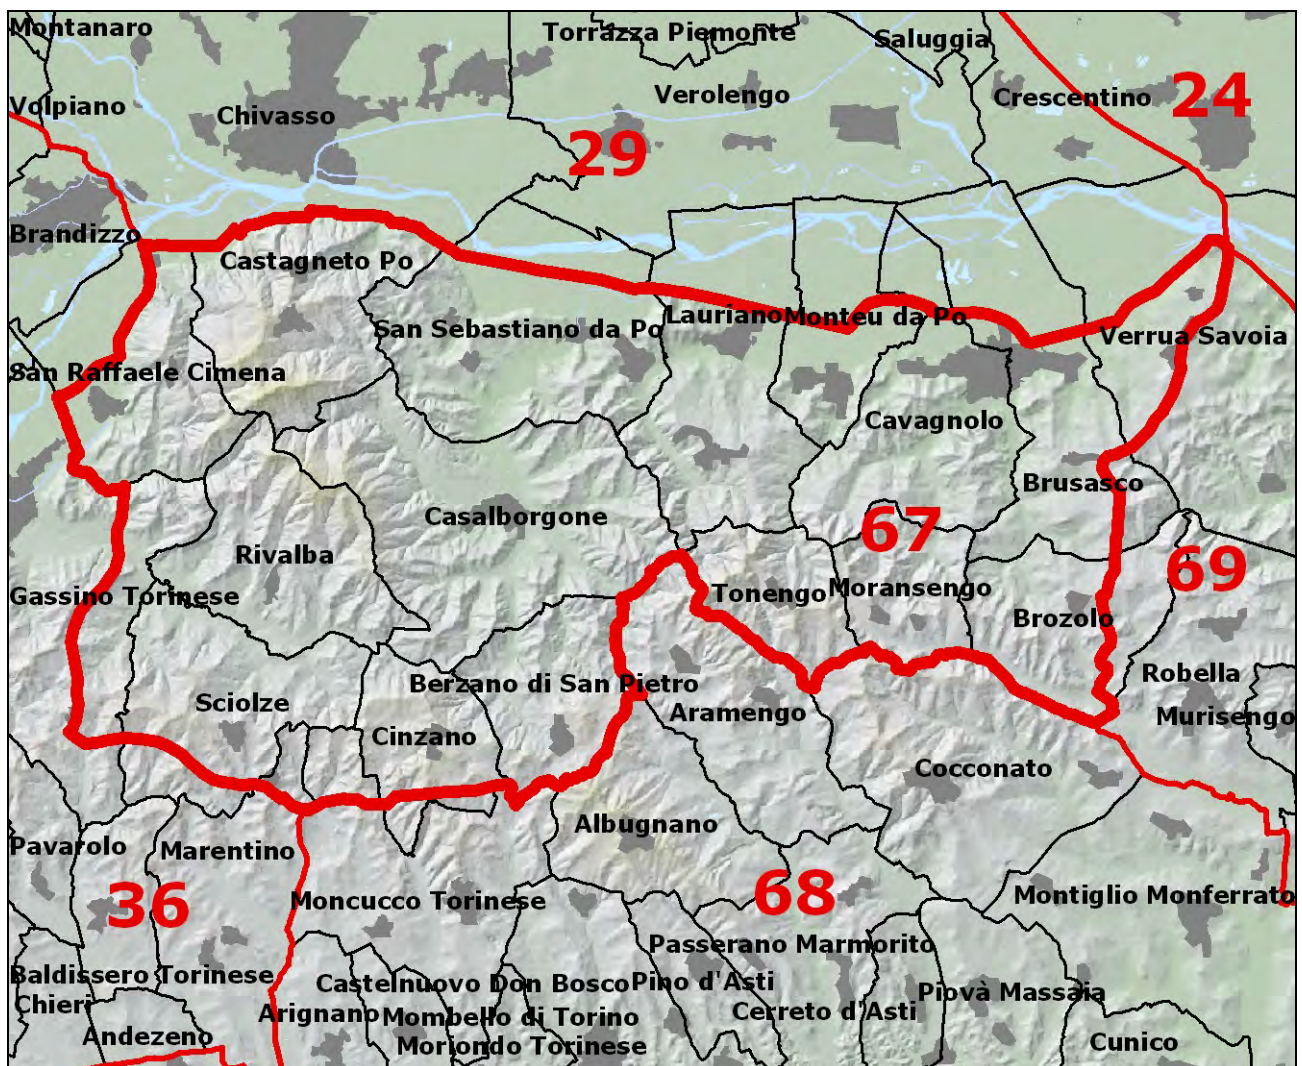 Montanaro
Torrazza Piemonte
Saluggia
Volpiano
Chivasso
Verolengo
Crescentino
24
29
Brandizzo
Castagneto Po
San Sebastiano da Po
Lauriano
Monteu da Po
Verrua Savoia
San Raffaele Cimena
Cavagnolo
Brusasco
Casalborgone
67
Rivalba
69
Gassino Torinese
Tonengo
Moransengo
Brozolo
Robella
Sciolze
Berzano di San Pietro
Aramengo
Murisengo
Cinzano
Cocconato
Albugnano
Pavarolo
Marentino
36
68
Moncucco Torinese
Montiglio Monferrato
Passerano Marmorito
Baldissero Torinese
Castelnuovo Don Bosco
Pino d'Asti
Piovà Massaia
Chieri
Arignano
Mombello di Torino
Cerreto d'Asti
Andezeno
Moriondo Torinese
Cunico